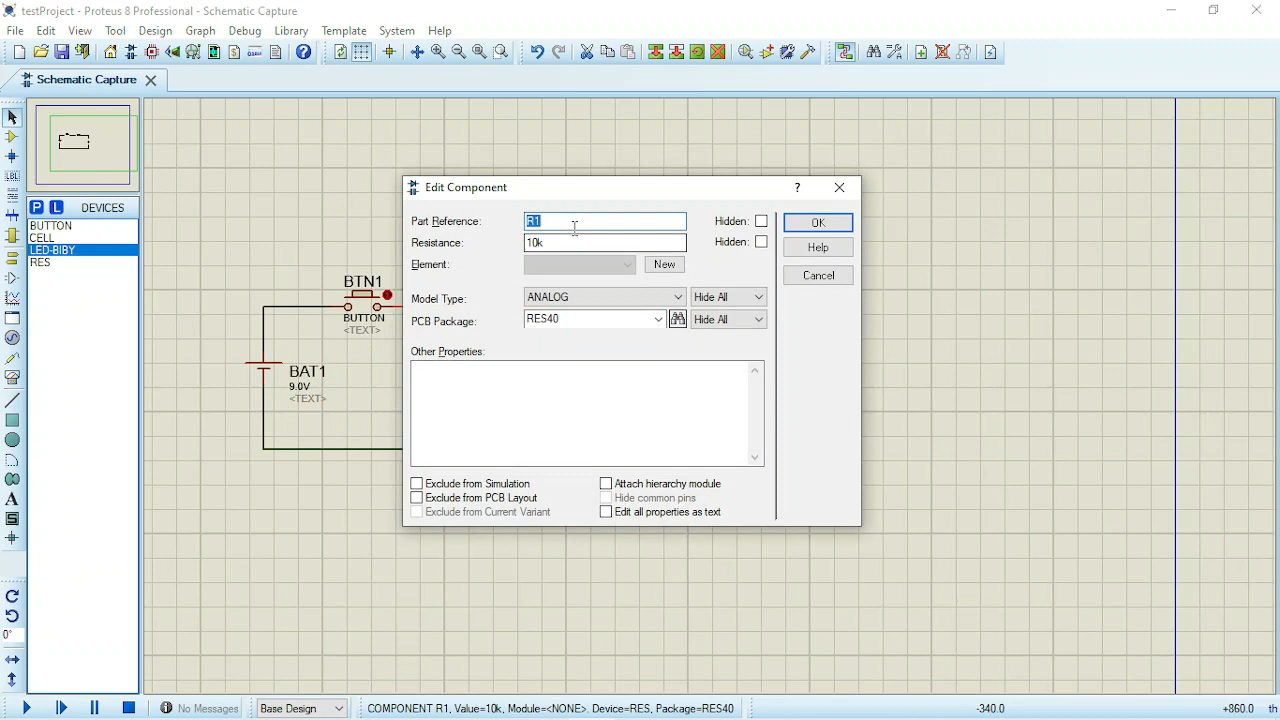 testProject - Proteus 8 Professional - Schematic Capture
File Edit View Tool Design Graph Debug Library Template System Help
Schematic Capture
P L DEVICES
BUTTON
CELL
LED-BIBY
RES
BTN1
BUTTON
<TEXT>
BAT1
9.0V
<TEXT>
Edit Component
Part Reference: R1 Hidden: OK
Resistance: 10k Hidden:
Help
Element: New
Cancel
Model Type: ANALOG Hide All
PCB Package: RES40 Hide All
Other Properties:
Exclude from Simulation Attach hierarchy module
Exclude from PCB Layout Hide common pins
Exclude from Current Variant Edit all properties as text
0°
No Messages Base Design COMPONENT R1, Value=10k, Module=<NONE>. Device=RES, Package=RES40 -340.0 +860.0 th